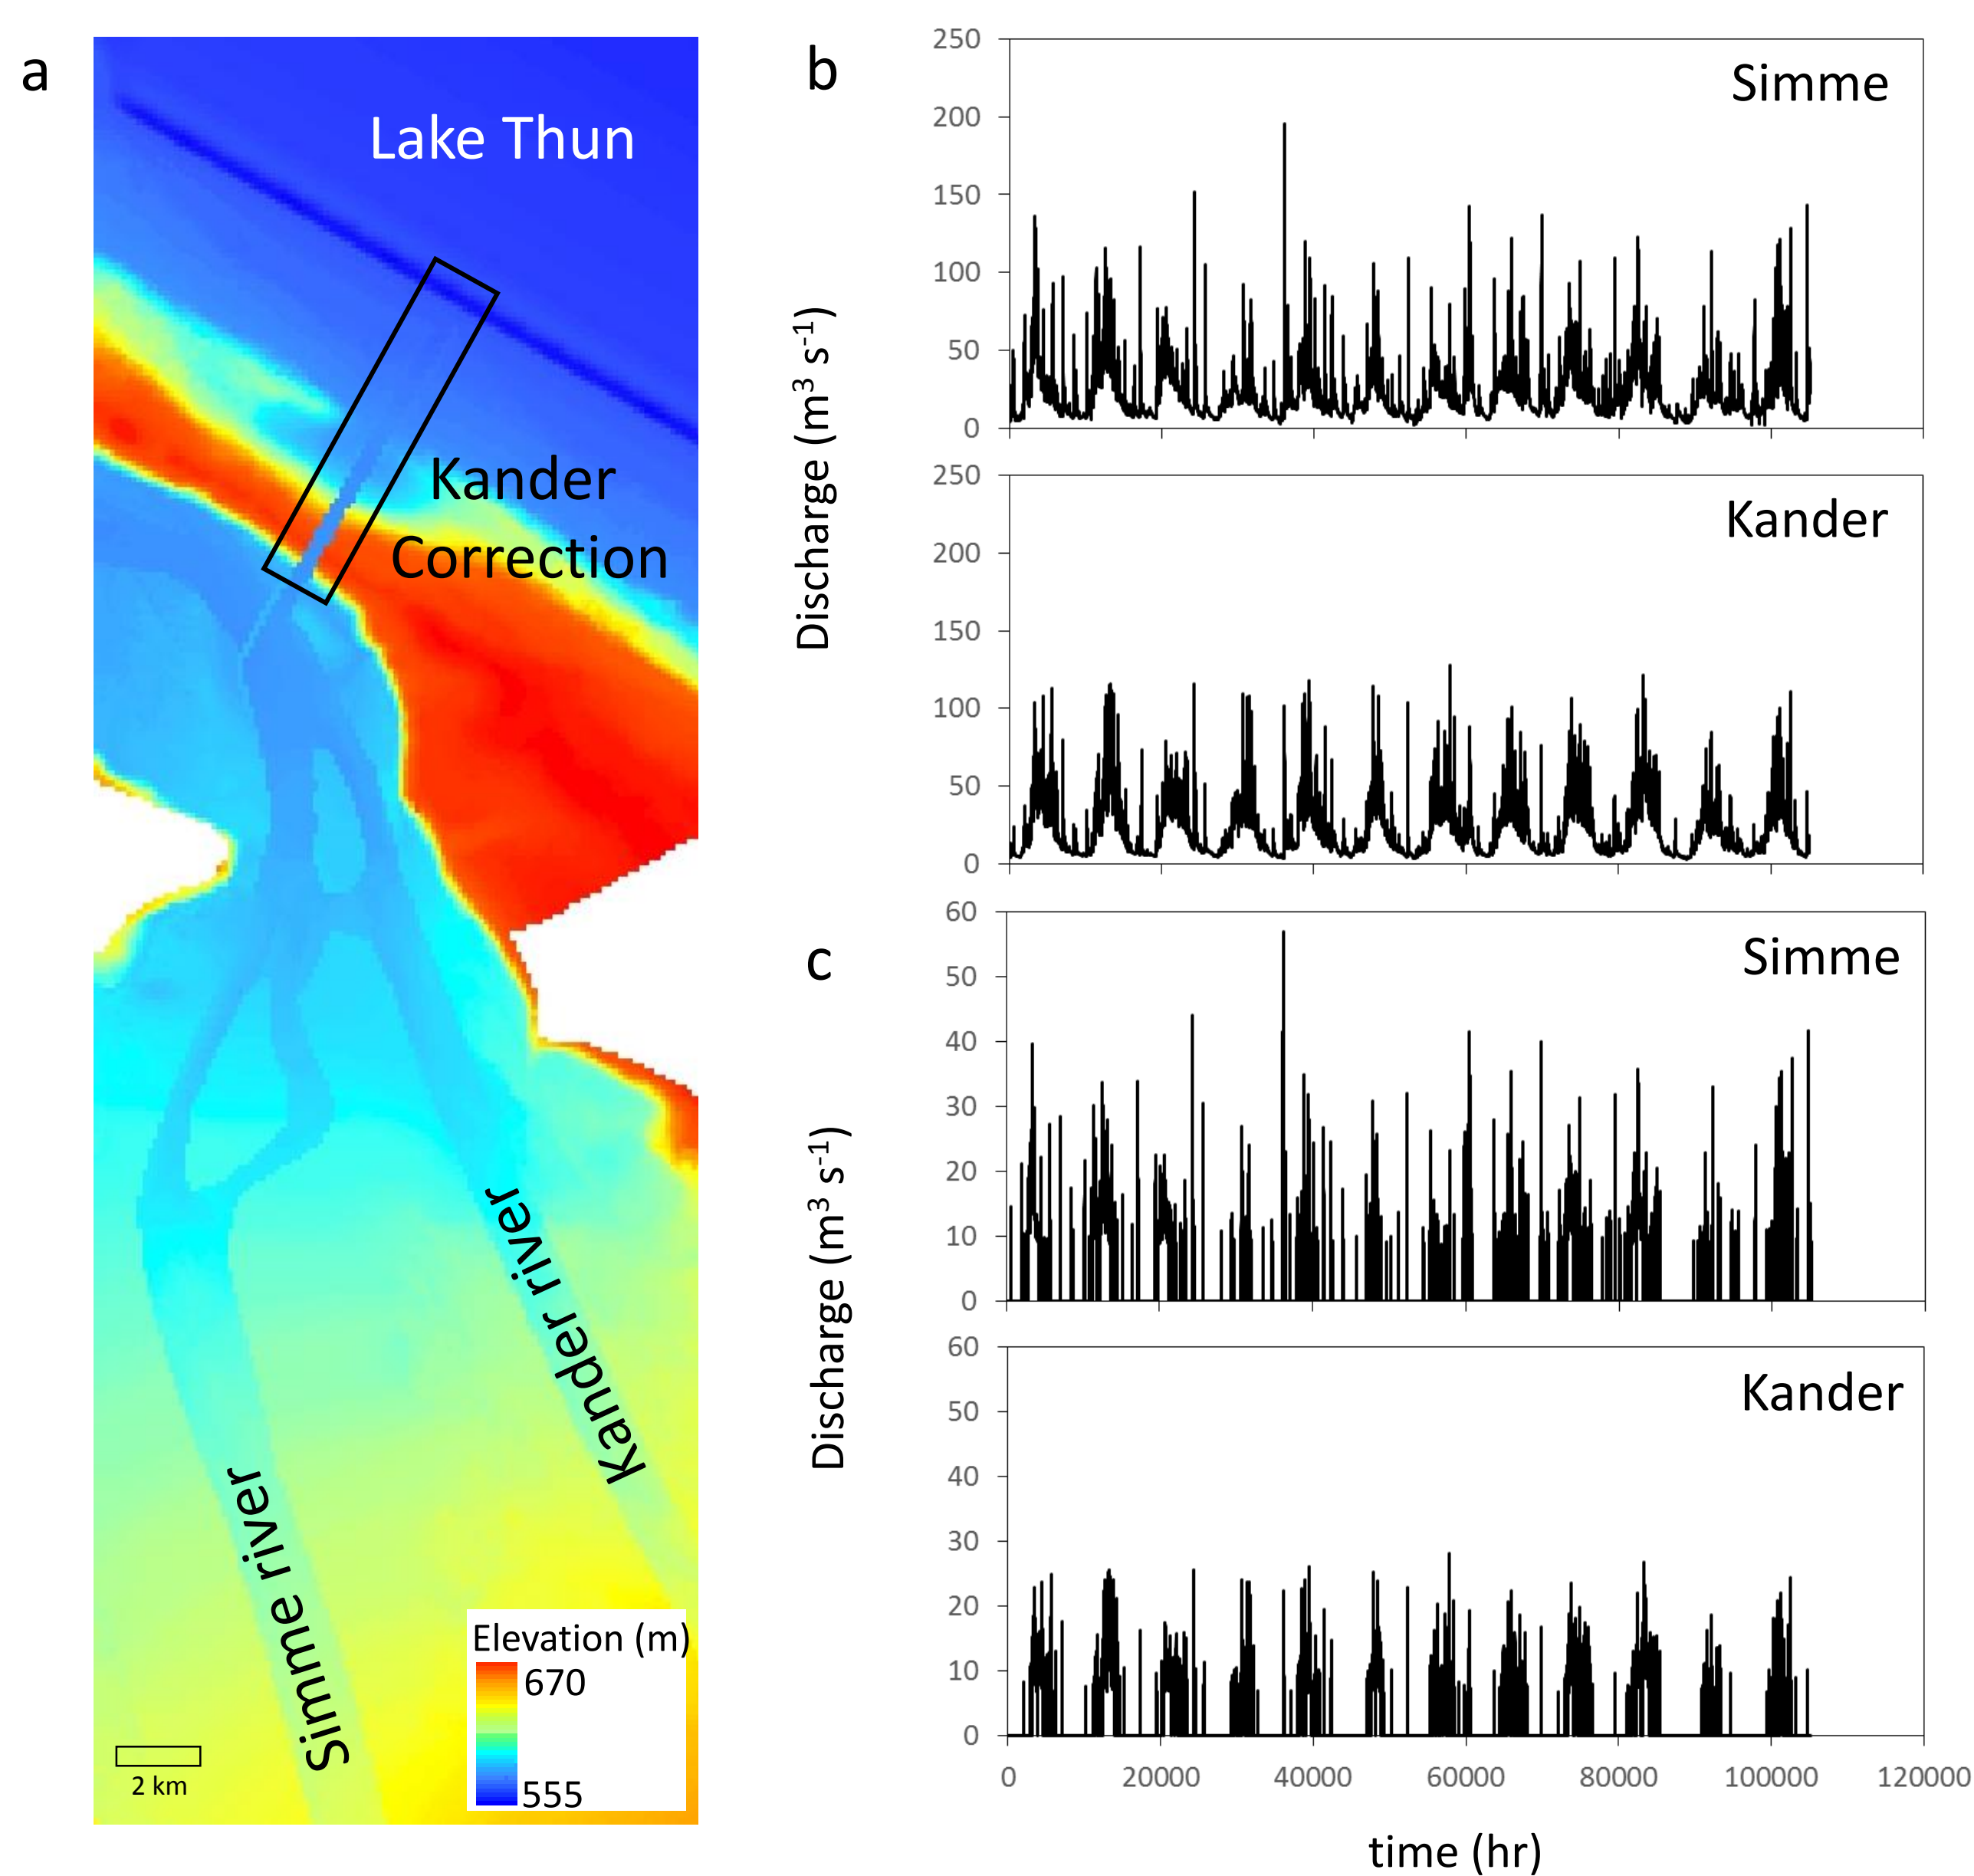 a
Lake Thun
Kander
Correction
Kander river
Simme river
Elevation (m)
670
555
2 km
b
Discharge (m³ s⁻¹)
250
200
150
100
50
0
Simme
250
200
150
100
50
0
Kander
c
Discharge (m³ s⁻¹)
60
50
40
30
20
10
0
Simme
60
50
40
30
20
10
0
Kander
0 20000 40000 60000 80000 100000 120000
time (hr)